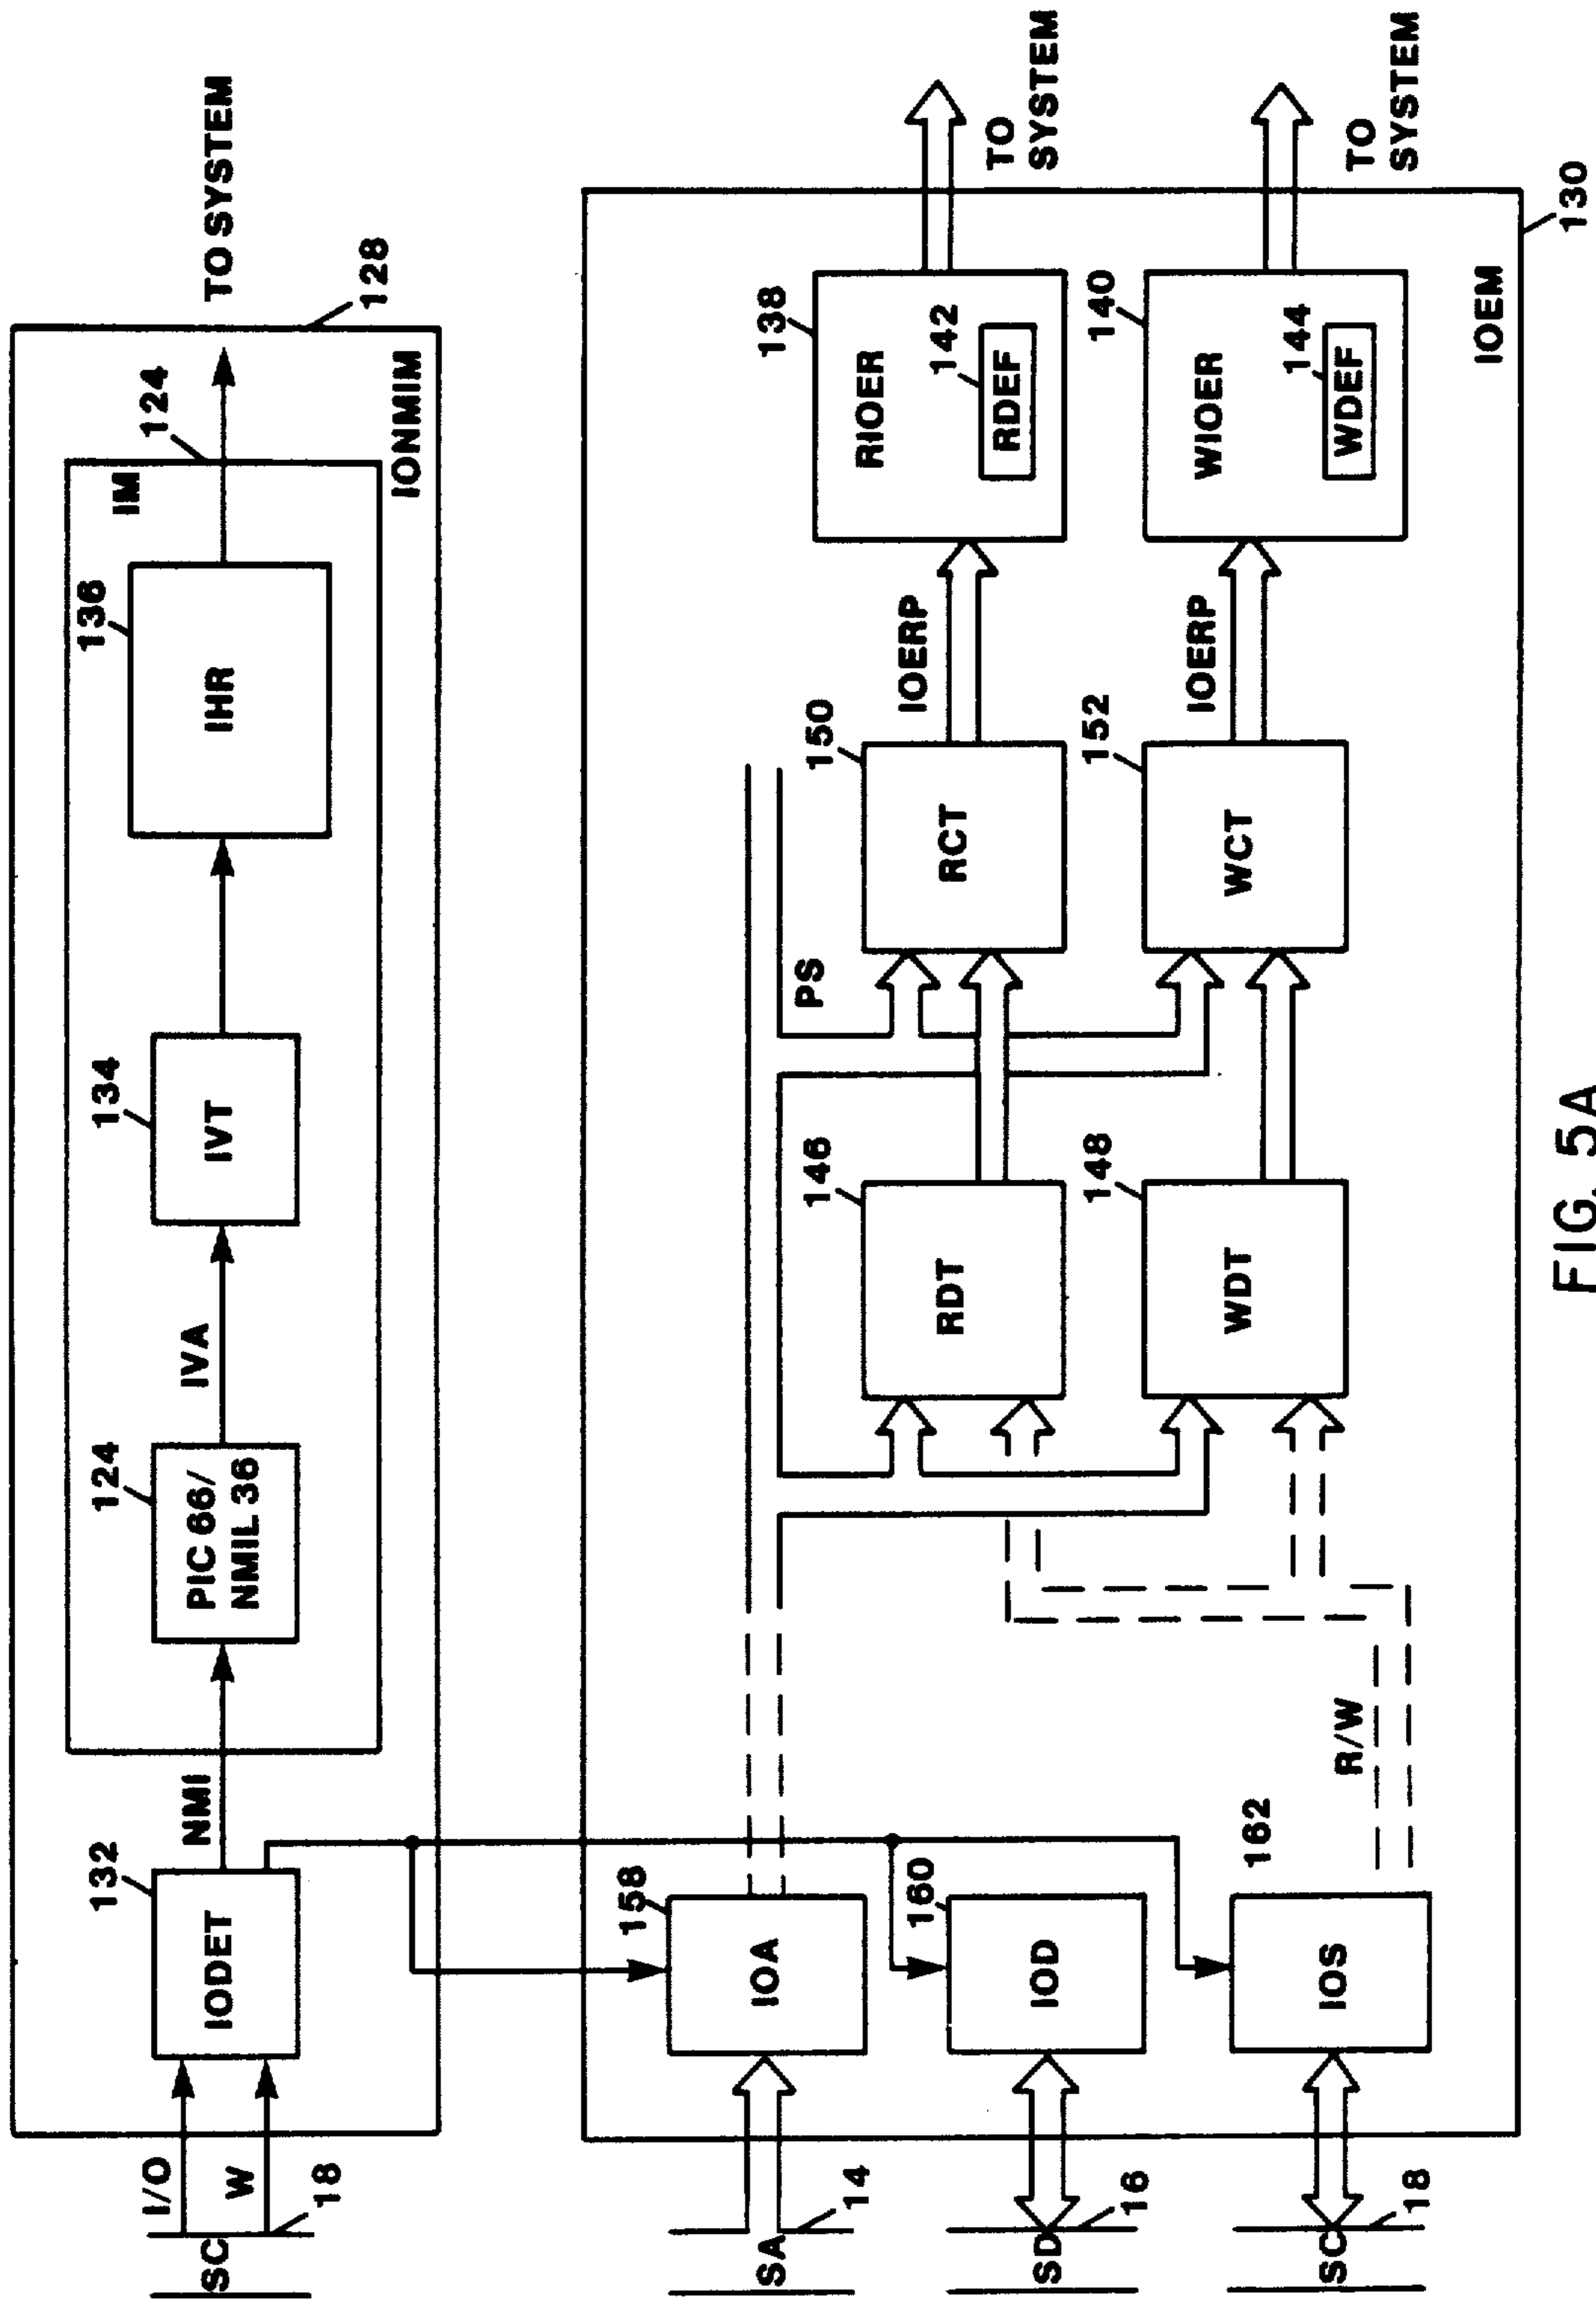 TO SYSTEM
128
IONMIM
124
IM
136
IHR
134
IVT
IVA
124
PIC 66/
NMIL 36
NMI
132
IODET
I/O
W
18
SC
TO
SYSTEM
TO
SYSTEM
130
IOEM
138
RIOER
142
RDEF
140
WIOER
144
WDEF
IOERP
IOERP
150
RCT
152
WCT
PS
146
RDT
148
WDT
R/W
158
IOA
160
IOD
162
IOS
14
SA
16
SD
18
SC
FIG. 5A